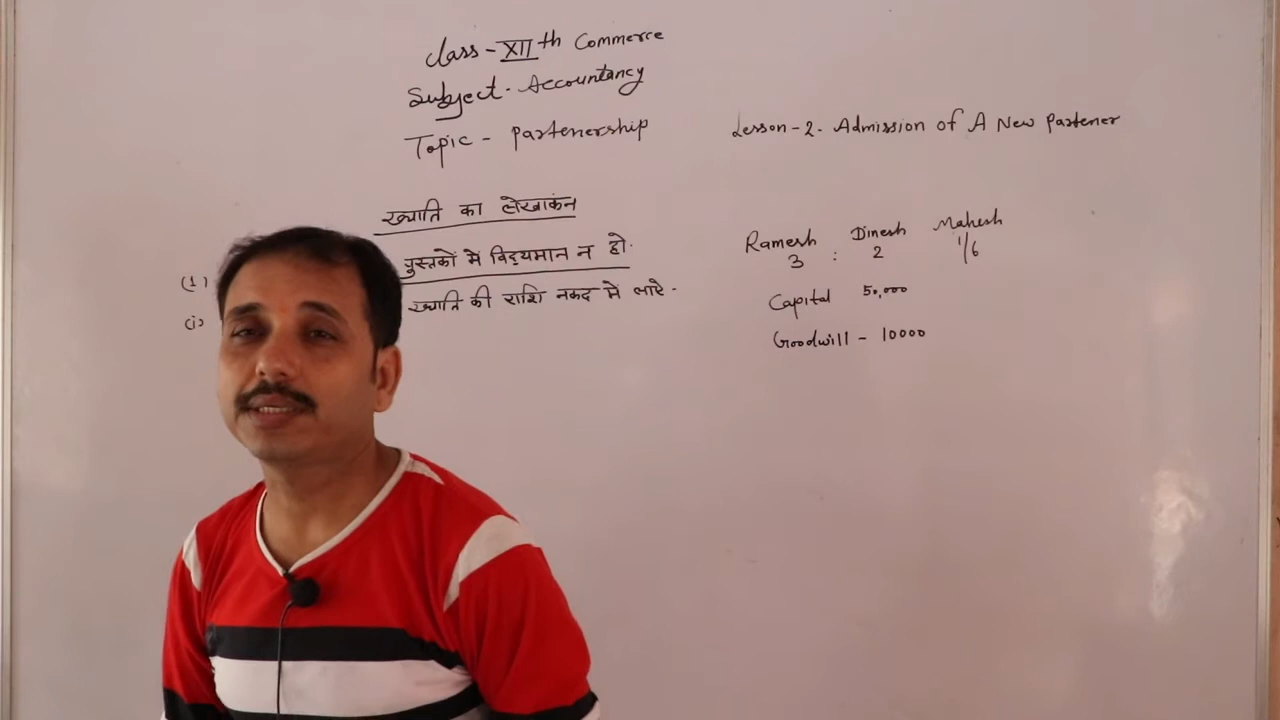 Class - XII th Commerce
Subject - Accountancy
Topic - Partenership
Lesson - 2. Admission of A New Partener
ख्याति का लेखाकंन
(1) पुस्तकों में विद्यमान न हो.
(i) ख्याति की राशि नकद में लाऐ -
Ramesh Dinesh Mahesh
3 : 2 1/6
Capital 50,000
Goodwill - 10000